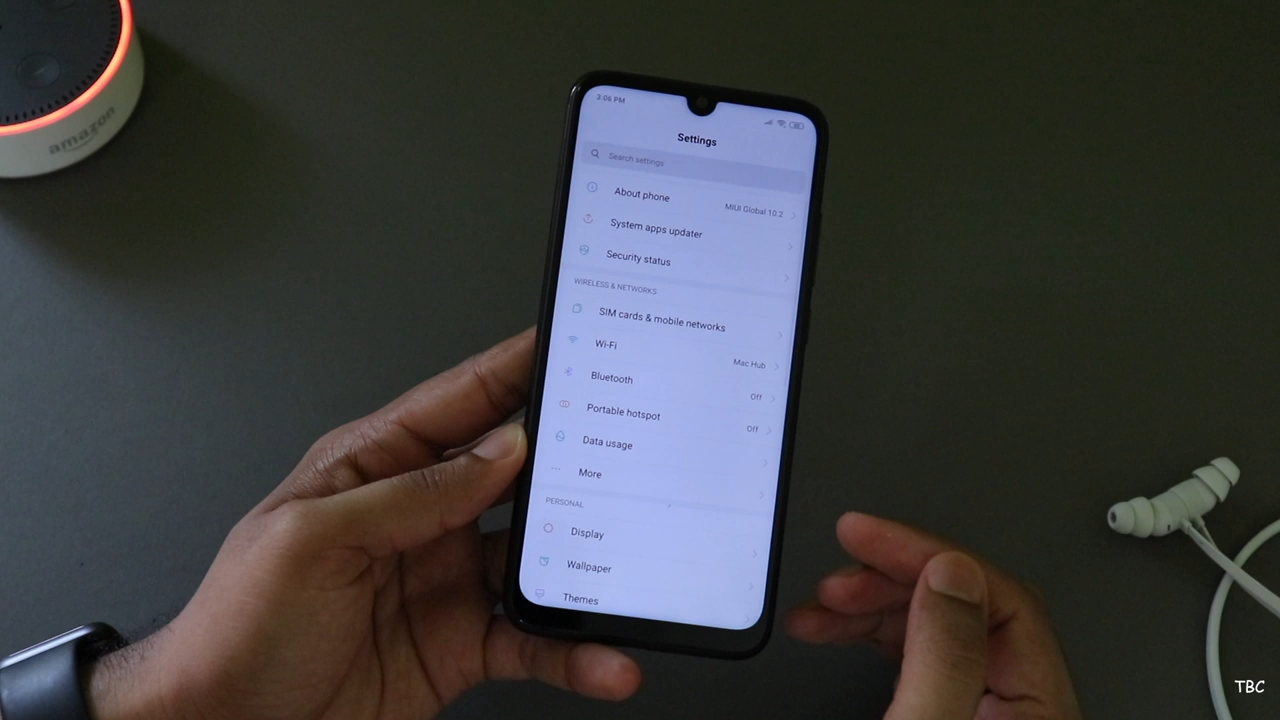 amazon
3:06 PM
Settings
Search settings
About phone MIUI Global 10.2
System apps updater
Security status
WIRELESS & NETWORKS
SIM cards & mobile networks
Wi-Fi Mac Hub
Bluetooth Off
Portable hotspot Off
Data usage
More
PERSONAL
Display
Wallpaper
Themes
TBC